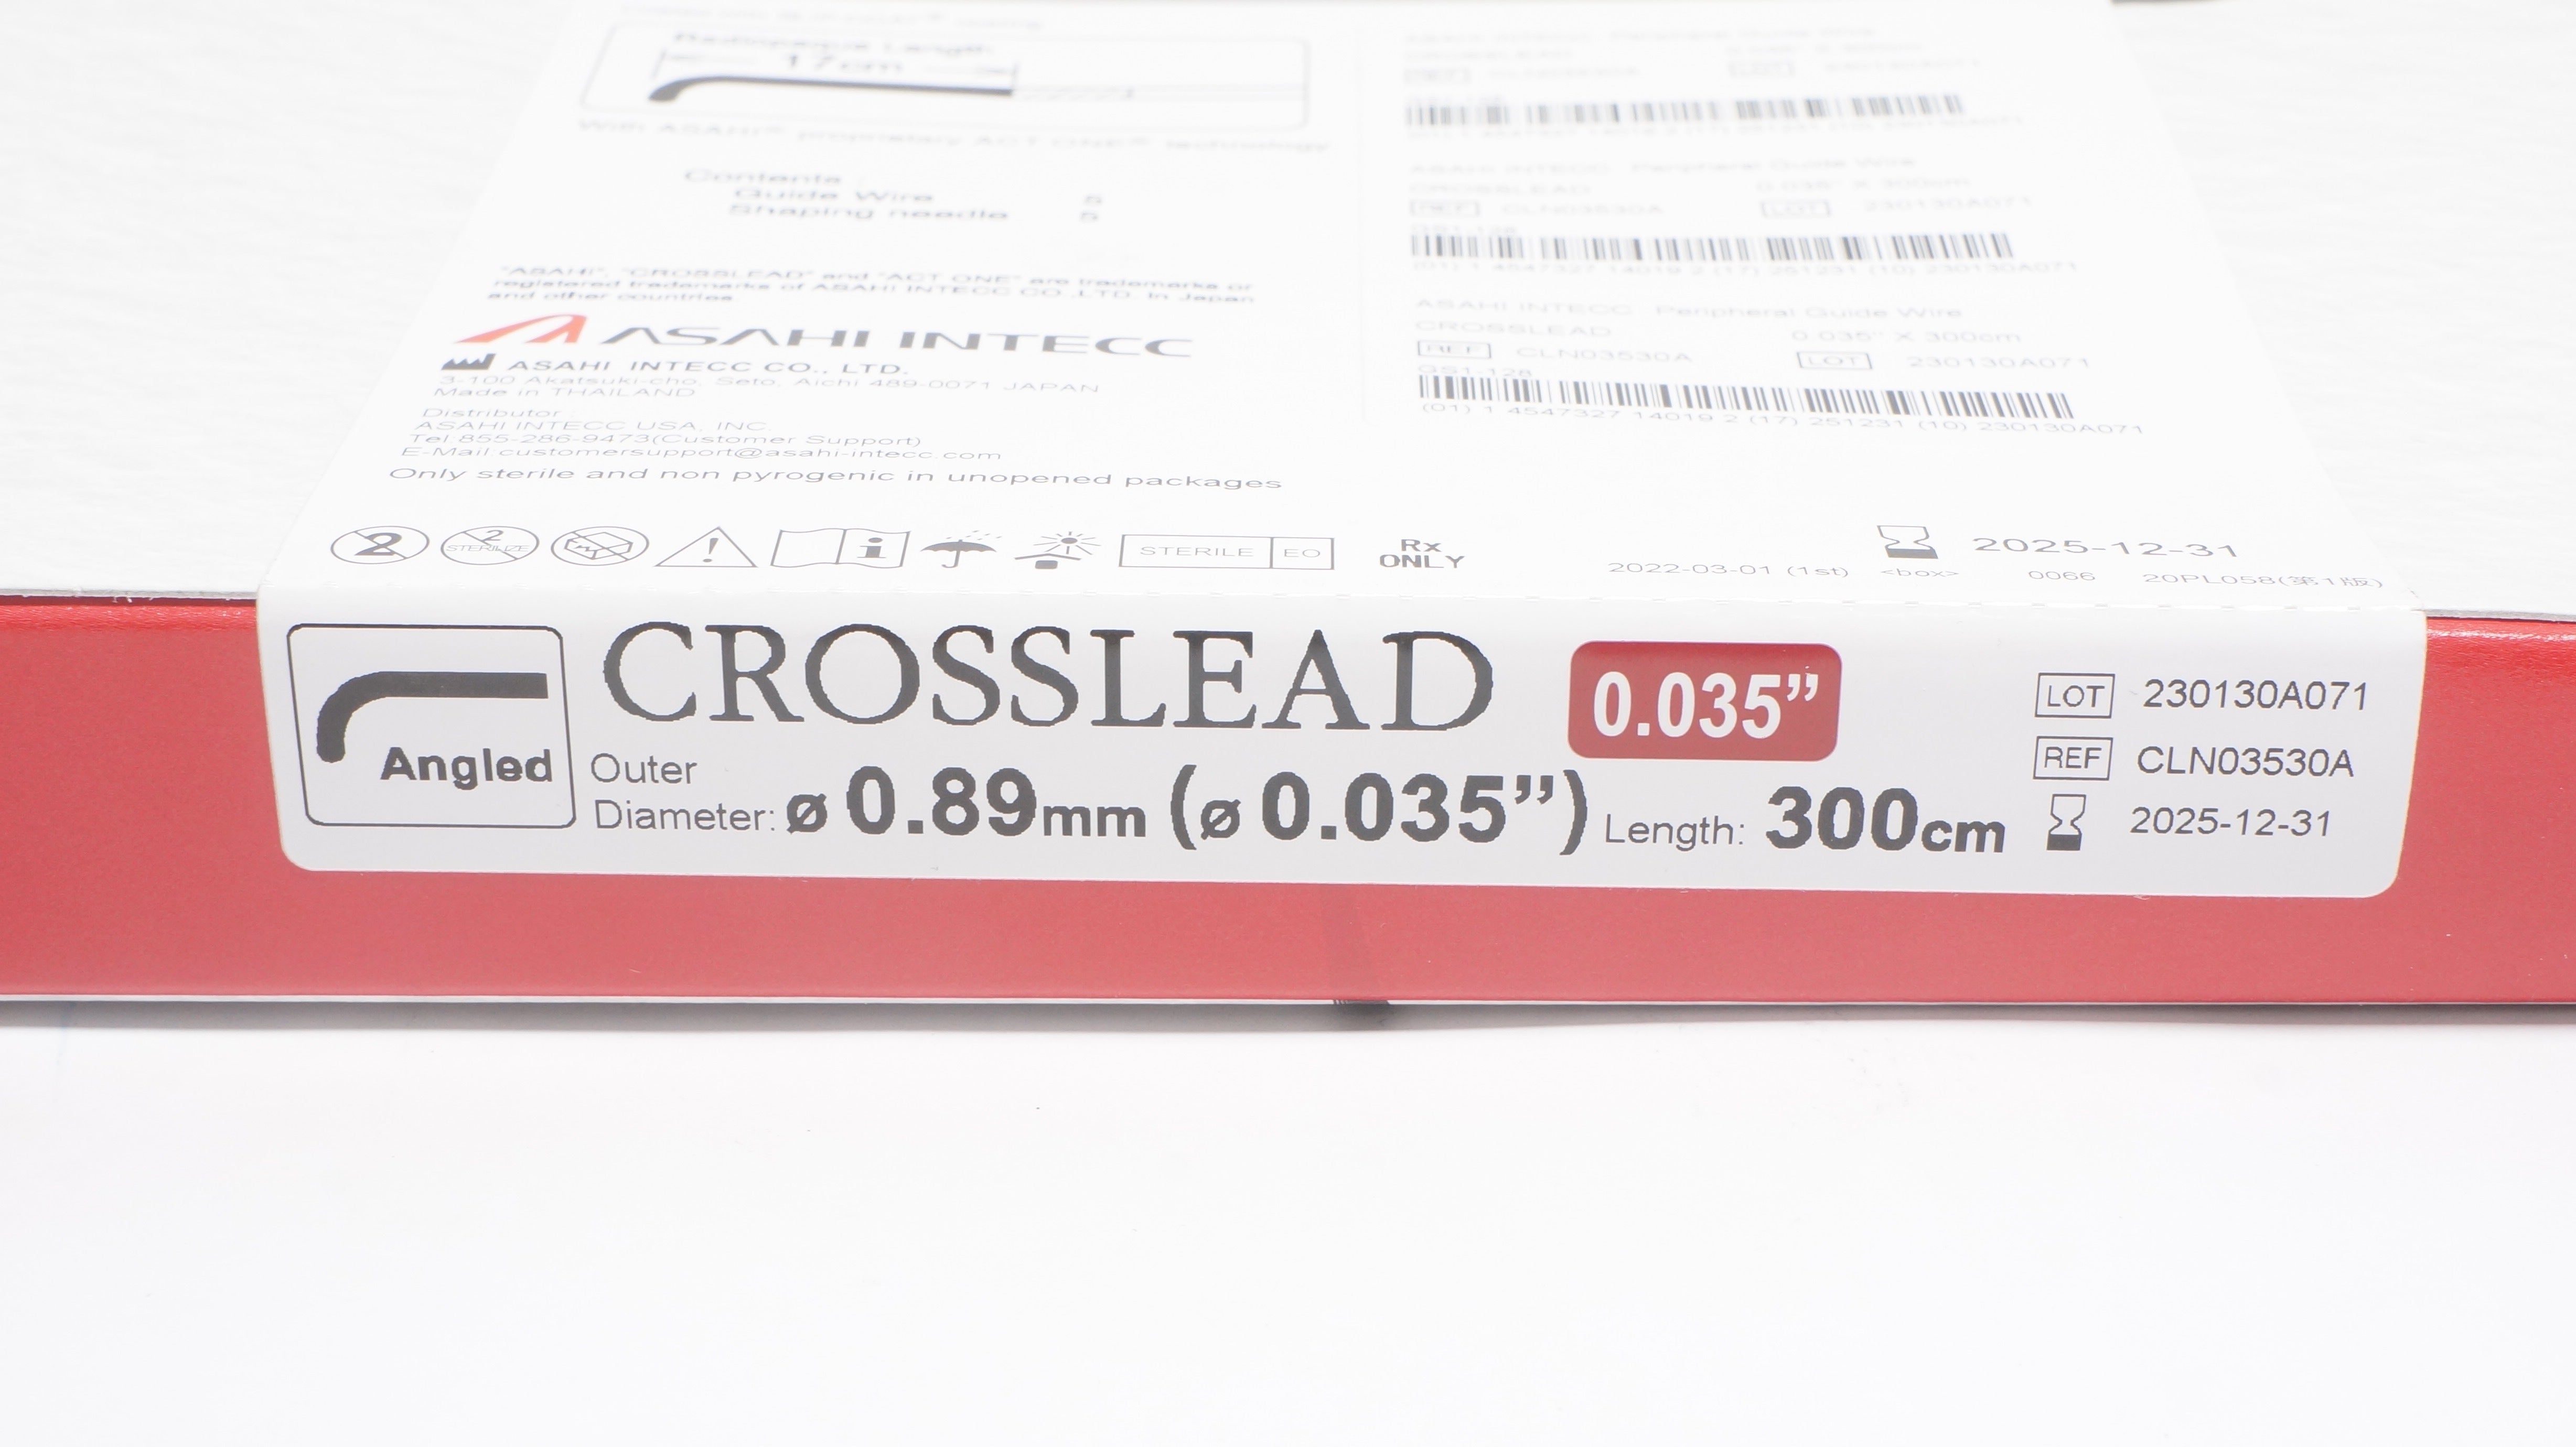 Radiopaque Length
17cm
With ASAHI® proprietary ACT ONE® technology
Contents :
Guide Wire 5
Shaping needle 5
"ASAHI", "CROSSLEAD" and "ACT ONE" are trademarks or
registered trademarks of ASAHI INTECC CO.,LTD. in Japan
and other countries.
ASAHI INTECC
ASAHI INTECC CO., LTD.
3-100 Akatsuki-cho, Seto, Aichi 489-0071 JAPAN
Made in THAILAND
Distributor :
ASAHI INTECC USA, INC.
Tel:855-286-9473(Customer Support)
E-Mail:customersupport@asahi-intecc.com
Only sterile and non pyrogenic in unopened packages
ASAHI INTECC Peripheral Guide Wire
CROSSLEAD 0.035" X 300cm
REF CLN03530A LOT 230130A071
GS1-128
(01) 1 4547327 14019 2 (17) 251231 (10) 230130A071
ASAHI INTECC Peripheral Guide Wire
CROSSLEAD 0.035" X 300cm
REF CLN03530A LOT 230130A071
GS1-128
(01) 1 4547327 14019 2 (17) 251231 (10) 230130A071
2 2 STERILIZE STERILE EO Rx ONLY
2025-12-31
2022-03-01 (1st) <box> 0066 20PL058(第1版)
Angled
CROSSLEAD 0.035”
Outer
Diameter: ø 0.89mm (ø 0.035”) Length: 300cm
LOT 230130A071
REF CLN03530A
2025-12-31